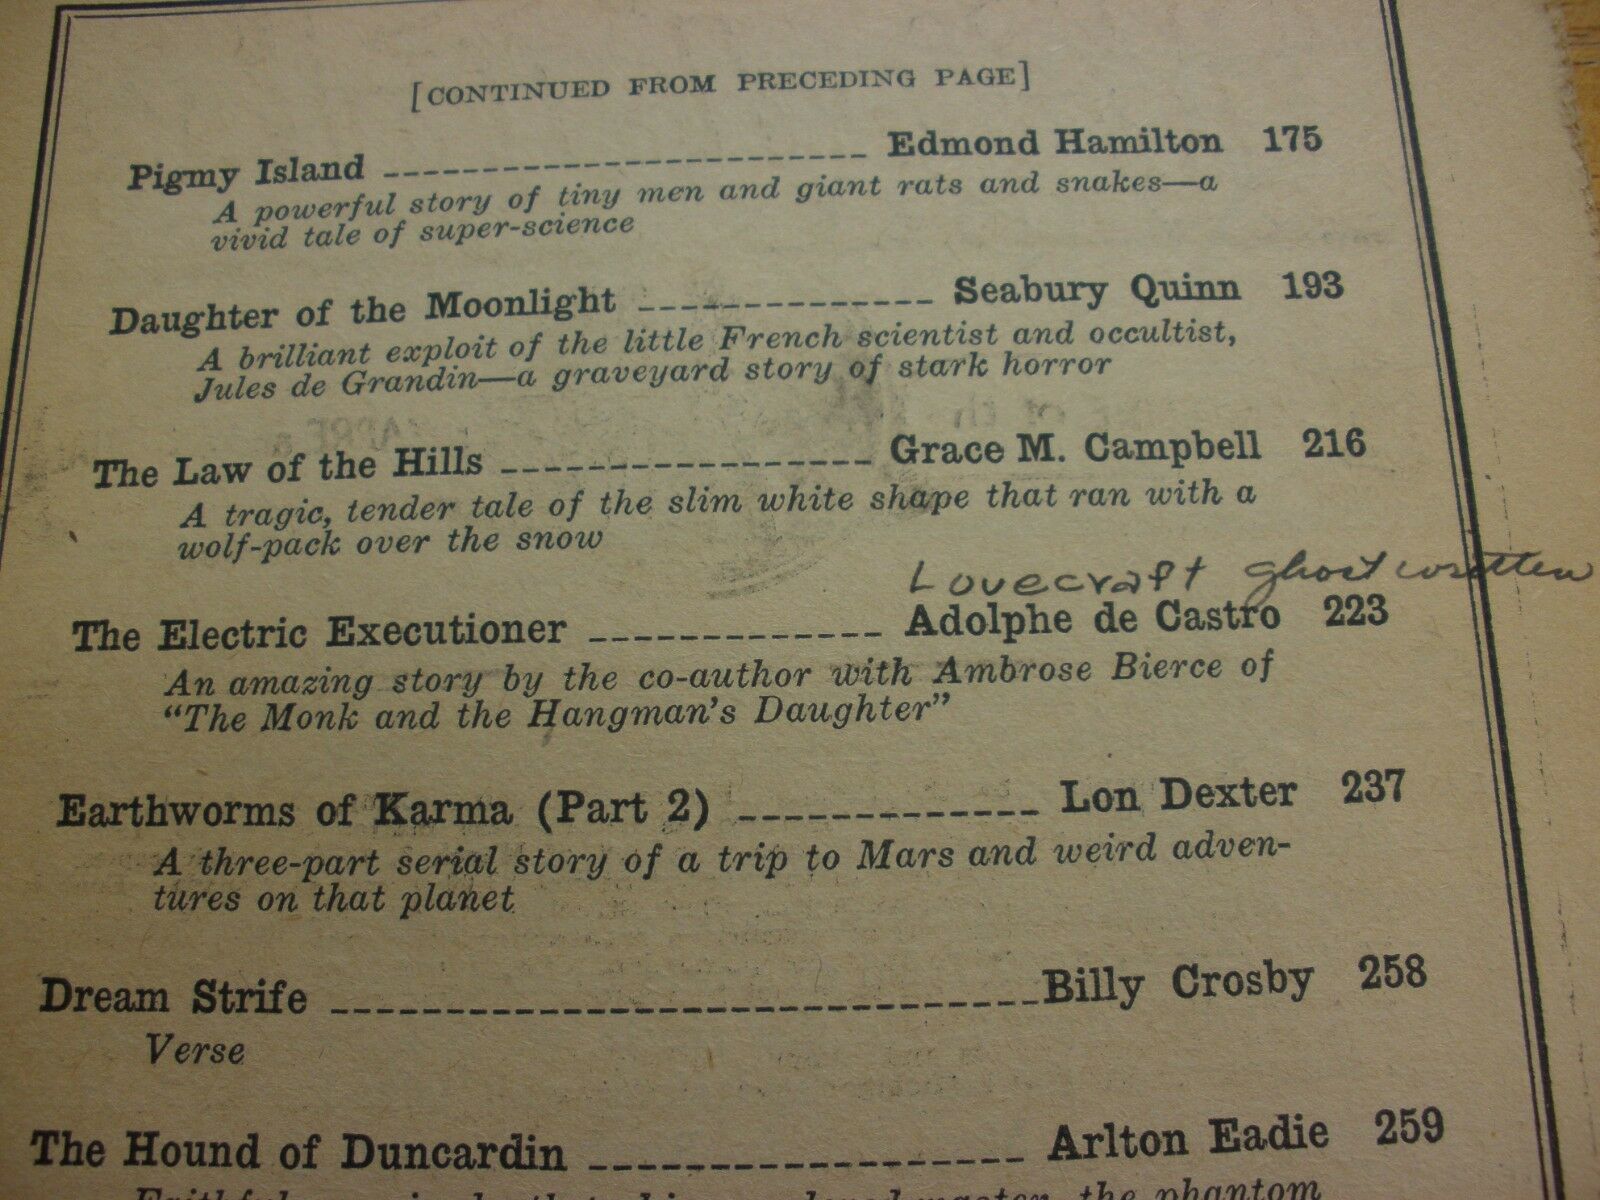 [CONTINUED FROM PRECEDING PAGE]
Pigmy Island ---------------------- Edmond Hamilton 175
A powerful story of tiny men and giant rats and snakes—a
vivid tale of super-science
Daughter of the Moonlight ------------- Seabury Quinn 193
A brilliant exploit of the little French scientist and occultist,
Jules de Grandin—a graveyard story of stark horror
The Law of the Hills ----------------- Grace M. Campbell 216
A tragic, tender tale of the slim white shape that ran with a
wolf-pack over the snow
Lovecraft ghost written
The Electric Executioner ------------- Adolphe de Castro 223
An amazing story by the co-author with Ambrose Bierce of
“The Monk and the Hangman’s Daughter”
Earthworms of Karma (Part 2) ------------- Lon Dexter 237
A three-part serial story of a trip to Mars and weird adven-
tures on that planet
Dream Strife ------------------------------- Billy Crosby 258
Verse
The Hound of Duncardin ------------------- Arlton Eadie 259
the phantom